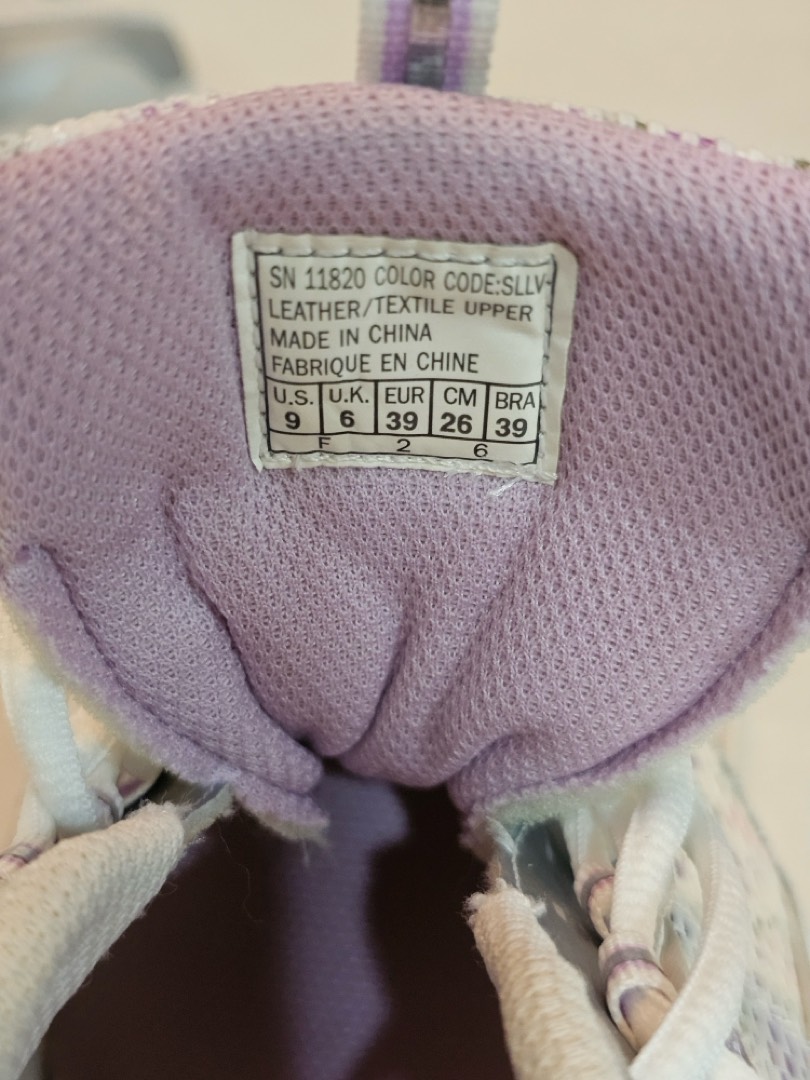 SN 11820 COLOR CODE:SLLV
LEATHER/TEXTILE UPPER
MADE IN CHINA
FABRIQUE EN CHINE
U.S. U.K. EUR CM BRA
9 6 39 26 39
F 2 6